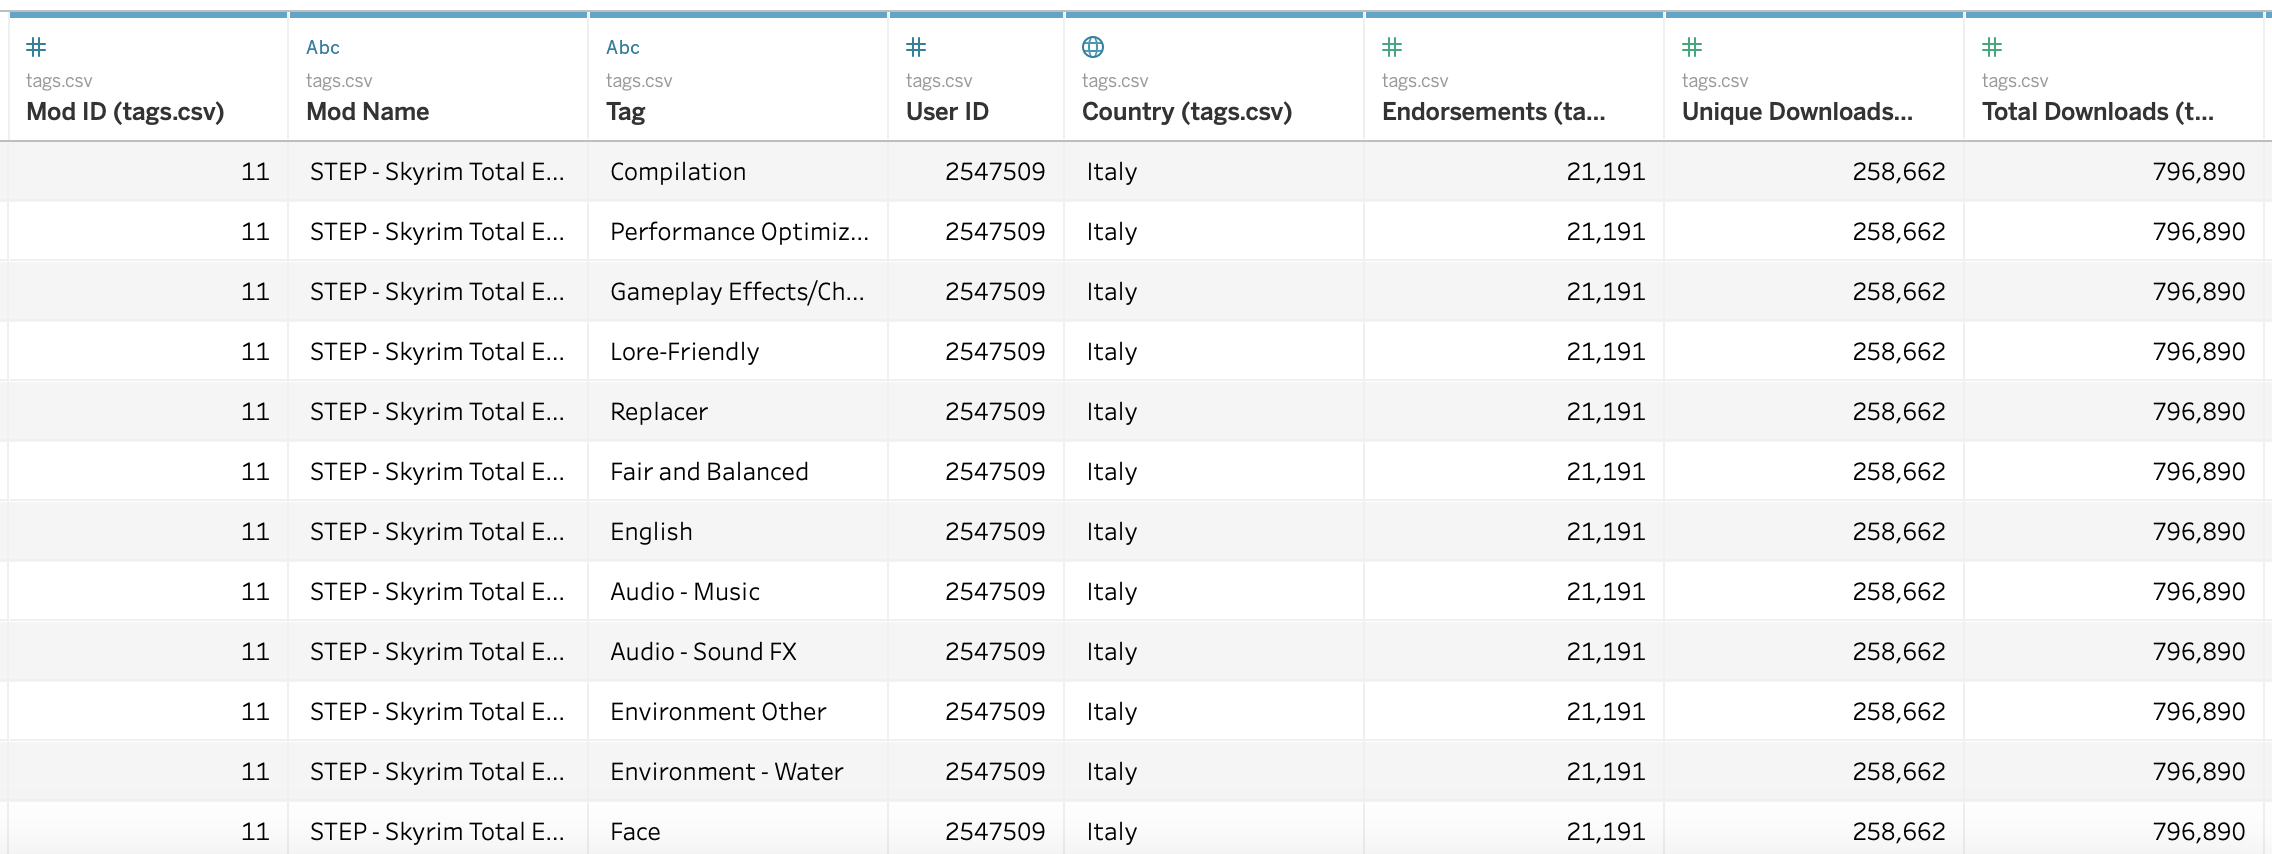 # Abc Abc # # # #
tags.csv tags.csv tags.csv tags.csv tags.csv tags.csv tags.csv tags.csv
Mod ID (tags.csv) Mod Name Tag User ID Country (tags.csv) Endorsements (ta... Unique Downloads... Total Downloads (t...
11 STEP - Skyrim Total E... Compilation 2547509 Italy 21,191 258,662 796,890
11 STEP - Skyrim Total E... Performance Optimiz... 2547509 Italy 21,191 258,662 796,890
11 STEP - Skyrim Total E... Gameplay Effects/Ch... 2547509 Italy 21,191 258,662 796,890
11 STEP - Skyrim Total E... Lore-Friendly 2547509 Italy 21,191 258,662 796,890
11 STEP - Skyrim Total E... Replacer 2547509 Italy 21,191 258,662 796,890
11 STEP - Skyrim Total E... Fair and Balanced 2547509 Italy 21,191 258,662 796,890
11 STEP - Skyrim Total E... English 2547509 Italy 21,191 258,662 796,890
11 STEP - Skyrim Total E... Audio - Music 2547509 Italy 21,191 258,662 796,890
11 STEP - Skyrim Total E... Audio - Sound FX 2547509 Italy 21,191 258,662 796,890
11 STEP - Skyrim Total E... Environment Other 2547509 Italy 21,191 258,662 796,890
11 STEP - Skyrim Total E... Environment - Water 2547509 Italy 21,191 258,662 796,890
11 STEP - Skyrim Total E... Face 2547509 Italy 21,191 258,662 796,890